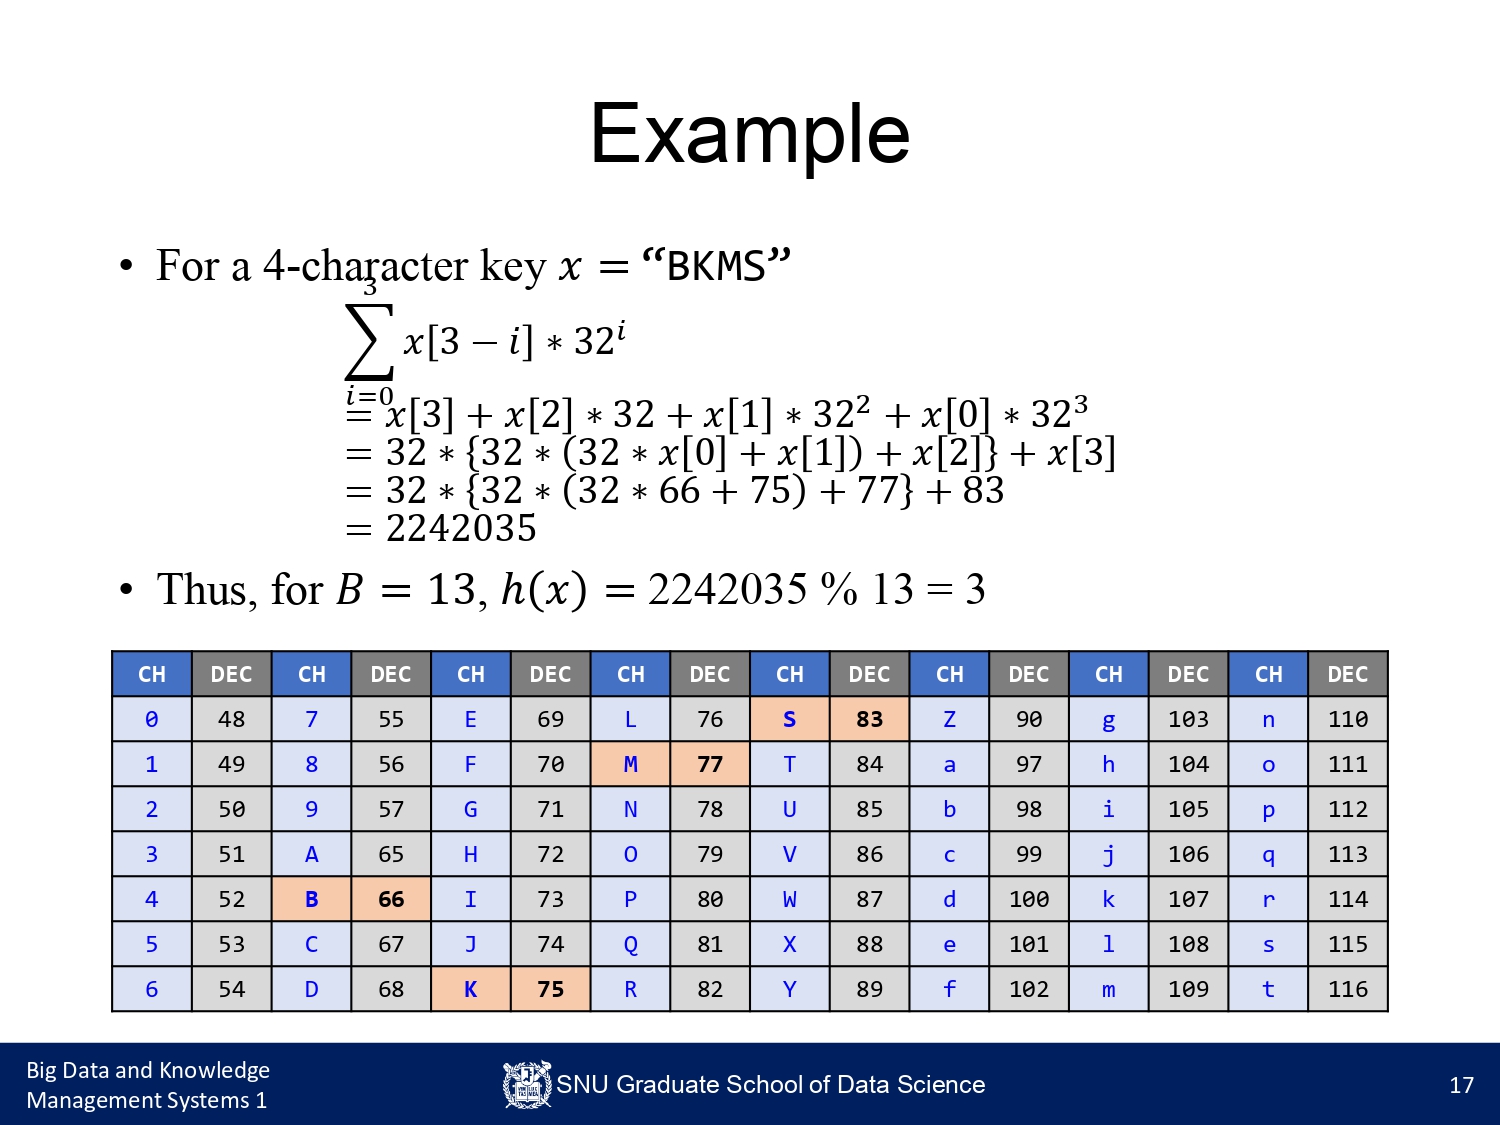 Example
• For a 4-character key 𝑥 = “BKMS”
3
∑ 𝑥[3 − 𝑖] ∗ 32^𝑖
𝑖=0
= 𝑥[3] + 𝑥[2] ∗ 32 + 𝑥[1] ∗ 32² + 𝑥[0] ∗ 32³
= 32 ∗ {32 ∗ (32 ∗ 𝑥[0] + 𝑥[1]) + 𝑥[2]} + 𝑥[3]
= 32 ∗ {32 ∗ (32 ∗ 66 + 75) + 77} + 83
= 2242035
• Thus, for 𝐵 = 13, ℎ(𝑥) = 2242035 % 13 = 3
CH DEC CH DEC CH DEC CH DEC CH DEC CH DEC CH DEC CH DEC
0 48 7 55 E 69 L 76 S 83 Z 90 g 103 n 110
1 49 8 56 F 70 M 77 T 84 a 97 h 104 o 111
2 50 9 57 G 71 N 78 U 85 b 98 i 105 p 112
3 51 A 65 H 72 O 79 V 86 c 99 j 106 q 113
4 52 B 66 I 73 P 80 W 87 d 100 k 107 r 114
5 53 C 67 J 74 Q 81 X 88 e 101 l 108 s 115
6 54 D 68 K 75 R 82 Y 89 f 102 m 109 t 116
Big Data and Knowledge
Management Systems 1
SNU Graduate School of Data Science
17